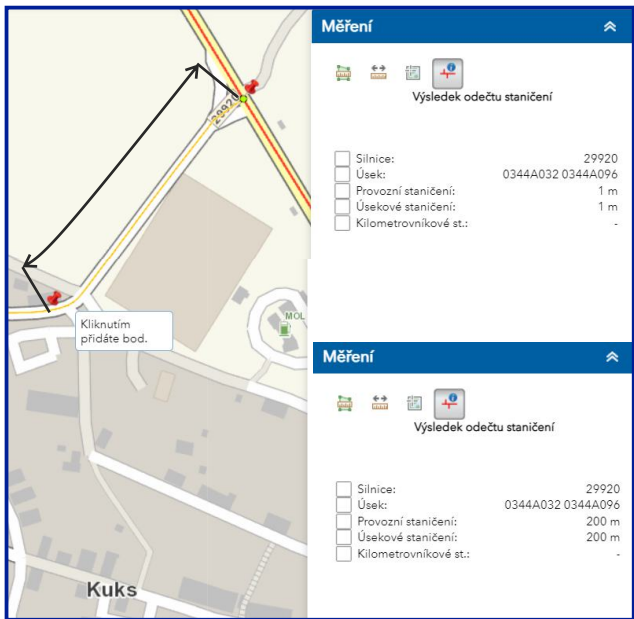 29920
Kliknutím
přidáte bod.
MOL
Kuks
Měření
Výsledek odečtu staničení
Silnice: 29920
Úsek: 0344A032 0344A096
Provozní staničení: 1 m
Úsekové staničení: 1 m
Kilometrovníkové st.: -
Měření
Výsledek odečtu staničení
Silnice: 29920
Úsek: 0344A032 0344A096
Provozní staničení: 200 m
Úsekové staničení: 200 m
Kilometrovníkové st.: -